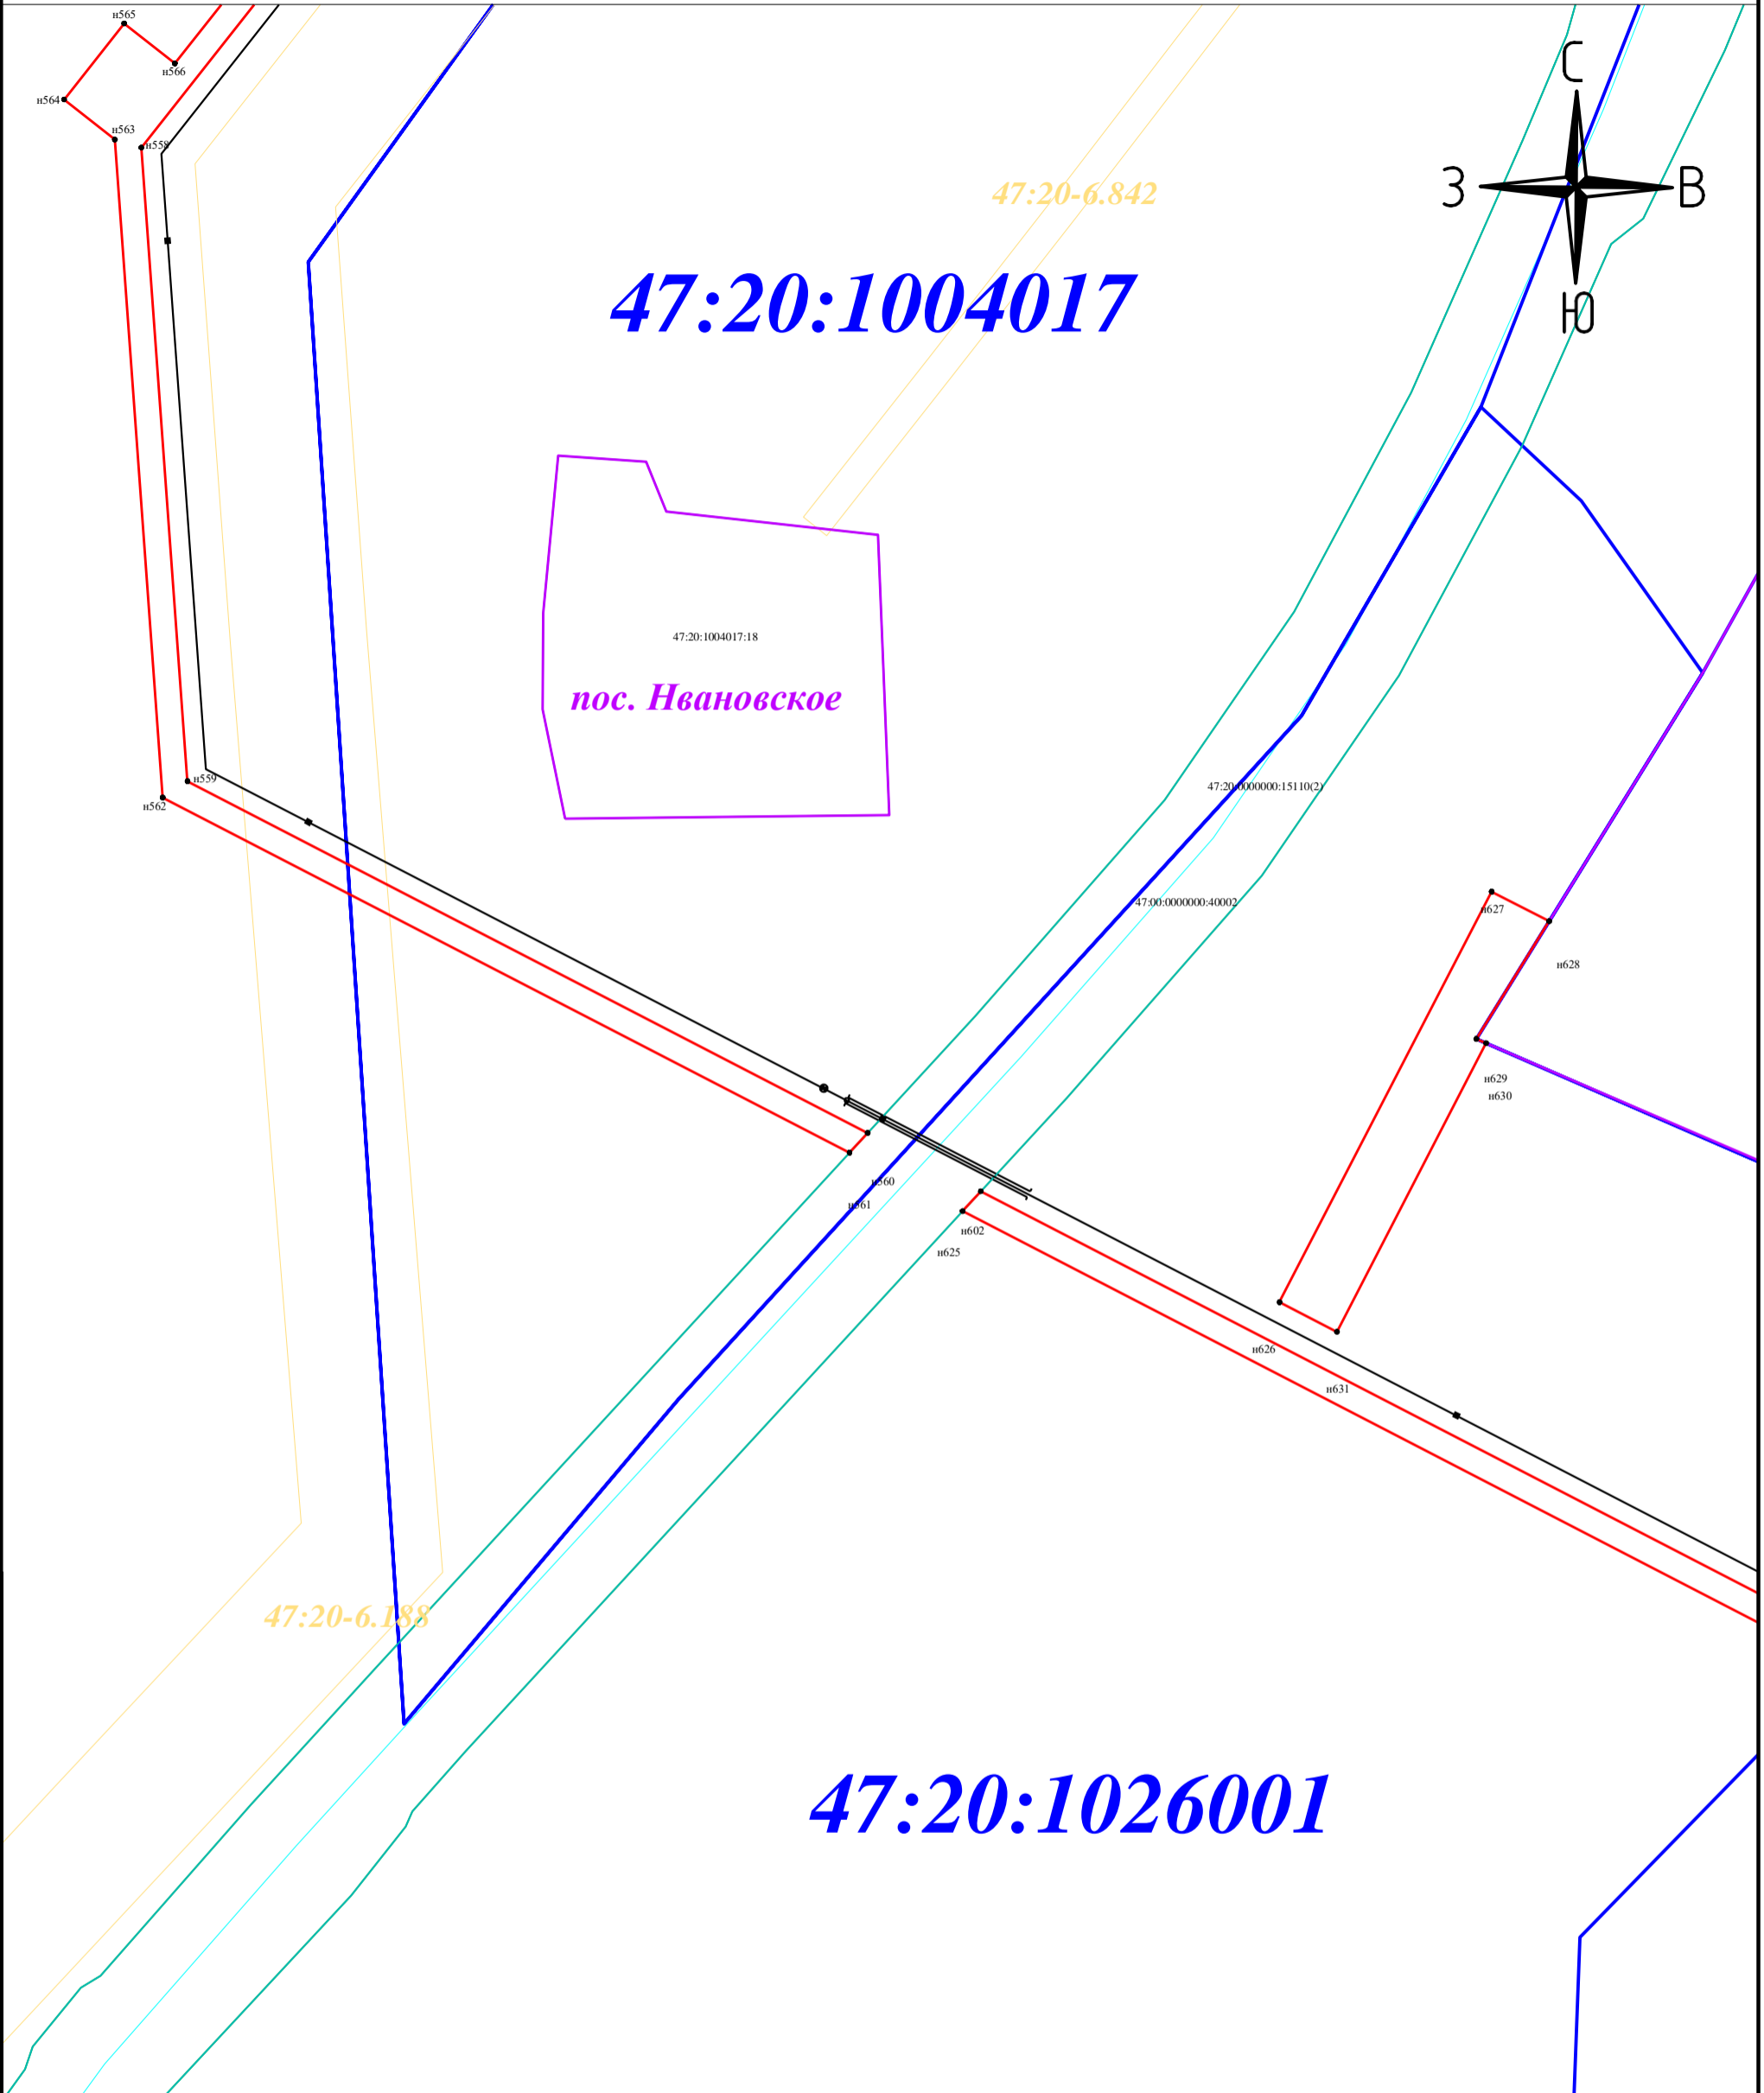 н565
С
н566
н564
н563
н558
З
В
47:20-6.842
47:20:1004017
Ю
47:20:1004017:18
пос. Нвановское
н559
47:20:0000000:15110(2)
н562
47:00:0000000:40002
н627
н628
н629
н630
н560
н561
н602
н625
н626
н631
47:20-6.188
47:20:1026001